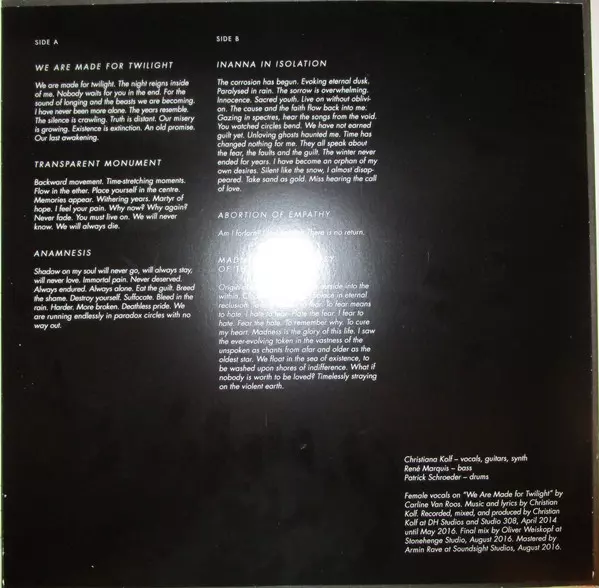 SIDE A
WE ARE MADE FOR TWILIGHT
We are made for twilight. The night reigns inside
of me. Nobody waits for you in the end. For the
sound of longing and the beasts we are becoming.
I have never been more alone. The years resemble.
The silence is crawling. Truth is distant. Our misery
is growing. Existence is extinction. An old promise.
Our last awakening.
TRANSPARENT MONUMENT
Backward movement. Time-stretching moments.
Flow in the ether. Place yourself in the centre.
Memories appear. Withering years. Martyr of
hope. I feel your pain. Why now? Why again?
Never fade. You must live on. We will never
know. We will always die.
ANAMNESIS
Shadow on my soul will never go, will always stay,
will never love. Immortal pain. Never deserved.
Always endured. Always alone. Eat the guilt. Breed
the shame. Destroy yourself. Suffocate. Bleed in the
rain. Harder. More broken. Deathless pride. We
are running endlessly in paradox circles with no
way out.
SIDE B
INANNA IN ISOLATION
The corrosion has begun. Evoking eternal dusk.
Paralysed in rain. The sorrow is overwhelming.
Innocence. Sacred youth. Live on without oblivi-
on. The cause and the faith flow back into me.
Gazing in spectres, hear the songs from the void.
You watched circles bend. We have not earned
guilt yet. Unloving ghosts haunted me. Time has
changed nothing for me. They all speak about
the fear, the faults and the guilt. The winter never
ended for years. I have become an orphan of my
own desires. Silent like the snow, I almost disap-
peared. Take sand as gold. Miss hearing the call
of love.
ABORTION OF EMPATHY
Am I forlorn? there is no return.
OF
into the
within. in eternal
fear. To fear means
to hate. I hate to fear. Hate the fear. I fear to
hate. Fear the hate. To remember why. To cure
my heart. Madness is the glory of this life. I saw
the ever-evolving token in the vastness of the
unspoken as chants from afar and older as the
oldest star. We float in the sea of existence, to
be washed upon shores of indifference. What if
nobody is worth to be loved? Timelessly straying
on the violent earth.
Christiana Kolf – vocals, guitars, synth
René Marquis – bass
Patrick Schroeder – drums
Female vocals on "We Are Made for Twilight" by
Carline Van Roos. Music and lyrics by Christian
Kolf. Recorded, mixed, and produced by Christian
Kolf at DH Studios and Studio 308, April 2014
until May 2016. Final mix by Oliver Weiskopf at
Stonehenge Studio, August 2016. Mastered by
Armin Rave at Soundsight Studios, August 2016.